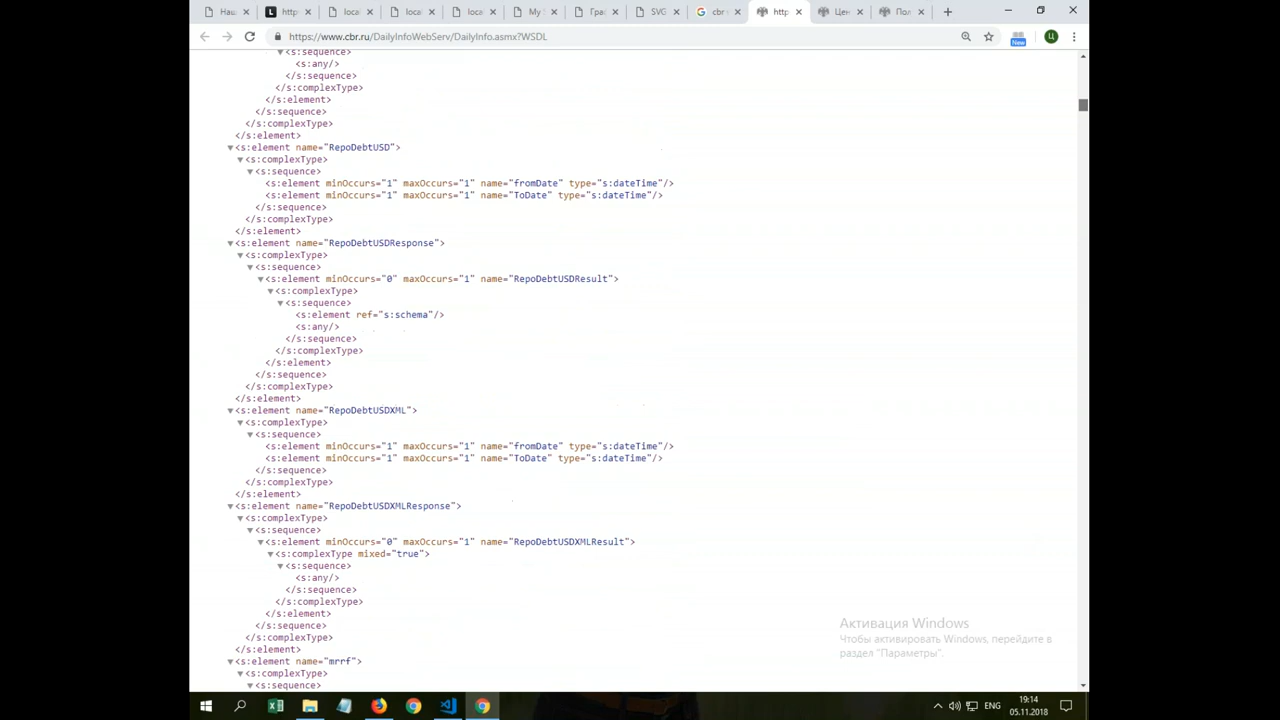 Наш
http
local
local
local
My S
Гра
SVG
cbr
http
Цен
Пол
https://www.cbr.ru/DailyInfoWebServ/DailyInfo.asmx?WSDL
New
Ц
▼<s:sequence>
<s:any/>
</s:sequence>
</s:complexType>
</s:element>
</s:sequence>
</s:complexType>
</s:element>
▼<s:element name="RepoDebtUSD">
▼<s:complexType>
▼<s:sequence>
<s:element minOccurs="1" maxOccurs="1" name="fromDate" type="s:dateTime"/>
<s:element minOccurs="1" maxOccurs="1" name="ToDate" type="s:dateTime"/>
</s:sequence>
</s:complexType>
</s:element>
▼<s:element name="RepoDebtUSDResponse">
▼<s:complexType>
▼<s:sequence>
▼<s:element minOccurs="0" maxOccurs="1" name="RepoDebtUSDResult">
▼<s:complexType>
▼<s:sequence>
<s:element ref="s:schema"/>
<s:any/>
</s:sequence>
</s:complexType>
</s:element>
</s:sequence>
</s:complexType>
</s:element>
▼<s:element name="RepoDebtUSDXML">
▼<s:complexType>
▼<s:sequence>
<s:element minOccurs="1" maxOccurs="1" name="fromDate" type="s:dateTime"/>
<s:element minOccurs="1" maxOccurs="1" name="ToDate" type="s:dateTime"/>
</s:sequence>
</s:complexType>
</s:element>
▼<s:element name="RepoDebtUSDXMLResponse">
▼<s:complexType>
▼<s:sequence>
▼<s:element minOccurs="0" maxOccurs="1" name="RepoDebtUSDXMLResult">
▼<s:complexType mixed="true">
▼<s:sequence>
<s:any/>
</s:sequence>
</s:complexType>
</s:element>
</s:sequence>
</s:complexType>
</s:element>
▼<s:element name="mrrf">
▼<s:complexType>
▼<s:sequence>
Активация Windows
Чтобы активировать Windows, перейдите в
раздел "Параметры".
ENG
19:14
05.11.2018